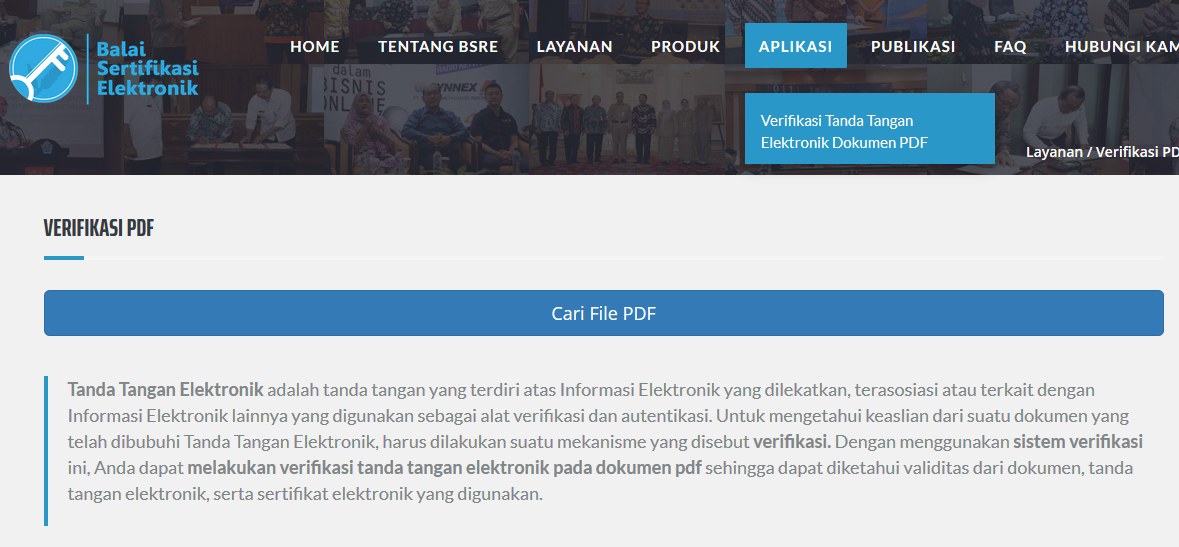 Balai
Sertifikasi
Elektronik
HOME TENTANG BSRE LAYANAN PRODUK APLIKASI PUBLIKASI FAQ HUBUNGI KAM
dalam
BISNIS
ONLINE
Verifikasi Tanda Tangan
Elektronik Dokumen PDF
Layanan / Verifikasi PD
VERIFIKASI PDF
Cari File PDF
Tanda Tangan Elektronik adalah tanda tangan yang terdiri atas Informasi Elektronik yang dilekatkan, terasosiasi atau terkait dengan
Informasi Elektronik lainnya yang digunakan sebagai alat verifikasi dan autentikasi. Untuk mengetahui keaslian dari suatu dokumen yang
telah dibubuhi Tanda Tangan Elektronik, harus dilakukan suatu mekanisme yang disebut verifikasi. Dengan menggunakan sistem verifikasi
ini, Anda dapat melakukan verifikasi tanda tangan elektronik pada dokumen pdf sehingga dapat diketahui validitas dari dokumen, tanda
tangan elektronik, serta sertifikat elektronik yang digunakan.